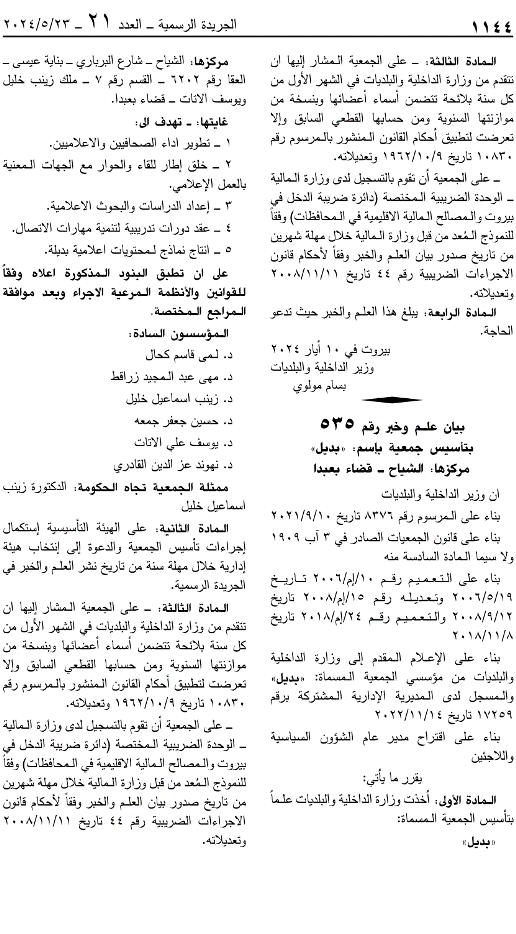 ١١٤٤
الجريدة الرسمية ـ العدد ٢١ ـ ٢٠٢٤/٥/٢٣
المادة الثالثة: ـ على الجمعية المشار إليها ان
تتقدم من وزارة الداخلية والبلديات في الشهر الأول من
كل سنة بلائحة تتضمن أسماء أعضائها وبنسخة من
موازنتها السنوية ومن حسابها القطعي السابق وإلا
تعرضت لتطبيق أحكام القانون المنشور بالمرسوم رقم
١٠٨٣٠ تاريخ ١٩٦٢/١٠/٩ وتعديلاته.
ـ على الجمعية أن تقوم بالتسجيل لدى وزارة المالية
ـ الوحدة الضريبية المختصة (دائرة ضريبة الدخل في
بيروت والمصالح المالية الاقليمية في المحافظات) وفقاً
للنموذج المُعد من قبل وزارة المالية خلال مهلة شهرين
من تاريخ صدور بيان العلم والخبر وفقاً لأحكام قانون
الاجراءات الضريبية رقم ٤٤ تاريخ ٢٠٠٨/١١/١١
وتعديلاته.
المادة الرابعة: يبلغ هذا العلم والخبر حيث تدعو
الحاجة.
بيروت في ١٠ أيار ٢٠٢٤
وزير الداخلية والبلديات
بسام مولوي
بيان علم وخبر رقم ٥٣٥
بتأسيس جمعية بإسم: «بديل»
مركزها: الشياح ـ قضاء بعبدا
ان وزير الداخلية والبلديات
بناء على المرسوم رقم ٨٣٧٦ تاريخ ٢٠٢١/٩/١٠
بناء على قانون الجمعيات الصادر في ٣ آب ١٩٠٩
ولا سيما المادة السادسة منه
بناء على التعميم رقم ١٠/إم/٢٠٠٦ تاريخ
٢٠٠٦/٥/١٩ وتعديله رقم ١٥/إم/٢٠٠٨ تاريخ
٢٠٠٨/٩/١٢ والتعميم رقم ٢٤/إم/٢٠١٨ تاريخ
٢٠١٨/١١/٨
بناء على الإعلام المقدم إلى وزارة الداخلية
والبلديات من مؤسسي الجمعية المسماة: «بديل»
والمسجل لدى المديرية الإدارية المشتركة برقم
١٧٢٥٩ تاريخ ٢٠٢٢/١١/١٤
بناء على اقتراح مدير عام الشؤون السياسية
واللاجئين
يقرر ما يأتي:
المادة الأولى: أخذت وزارة الداخلية والبلديات علماً
بتأسيس الجمعية المسماة:
«بديل»
مركزها: الشياح ـ شارع البرباري ـ بناية عيسى ـ
العقا رقم ٦٢٠٢ ـ القسم رقم ٧ ـ ملك زينب خليل
ويوسف الاتات ـ قضاء بعبدا.
غايتها: ـ تهدف الى:
١ ـ تطوير اداء الصحافيين والاعلاميين.
٢ ـ خلق إطار للقاء والحوار مع الجهات المعنية
بالعمل الإعلامي.
٣ ـ إعداد الدراسات والبحوث الاعلامية.
٤ ـ عقد دورات تدريبية لتنمية مهارات الاتصال.
٥ ـ انتاج نماذج لمحتويات اعلامية بديلة.
على ان تطبق البنود المذكورة اعلاه وفقاً
للقوانين والأنظمة المرعية الاجراء وبعد موافقة
المراجع المختصة.
المؤسسون السادة:
د. لمى قاسم كحال
د. مهى عبد المجيد زراقط
د. زينب اسماعيل خليل
د. حسين جعفر جمعه
د. يوسف علي الاتات
د. نهوند عز الدين القادري
ممثلة الجمعية تجاه الحكومة: الدكتورة زينب
اسماعيل خليل
المادة الثانية: على الهيئة التأسيسية إستكمال
إجراءات تأسيس الجمعية والدعوة إلى إنتخاب هيئة
إدارية خلال مهلة سنة من تاريخ نشر العلم والخبر في
الجريدة الرسمية.
المادة الثالثة: ـ على الجمعية المشار إليها ان
تتقدم من وزارة الداخلية والبلديات في الشهر الأول من
كل سنة بلائحة تتضمن أسماء أعضائها وبنسخة من
موازنتها السنوية ومن حسابها القطعي السابق وإلا
تعرضت لتطبيق أحكام القانون المنشور بالمرسوم رقم
١٠٨٣٠ تاريخ ١٩٦٢/١٠/٩ وتعديلاته.
ـ على الجمعية أن تقوم بالتسجيل لدى وزارة المالية
ـ الوحدة الضريبية المختصة (دائرة ضريبة الدخل في
بيروت والمصالح المالية الاقليمية في المحافظات) وفقاً
للنموذج المُعد من قبل وزارة المالية خلال مهلة شهرين
من تاريخ صدور بيان العلم والخبر وفقاً لأحكام قانون
الاجراءات الضريبية رقم ٤٤ تاريخ ٢٠٠٨/١١/١١
وتعديلاته.